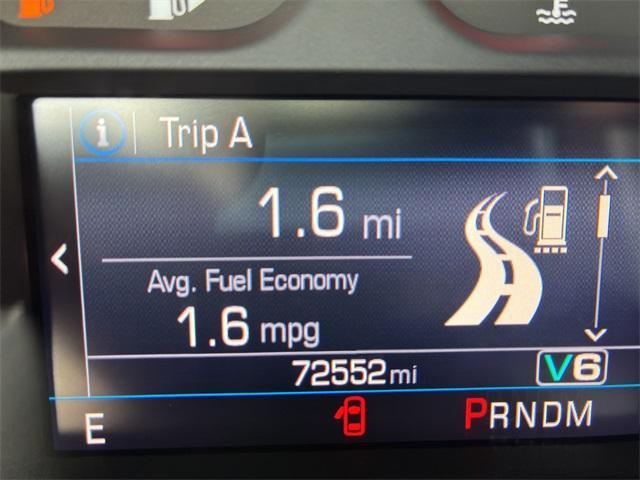 i Trip A
1.6 mi
Avg. Fuel Economy
1.6 mpg
72552 mi V6
E PRNDM